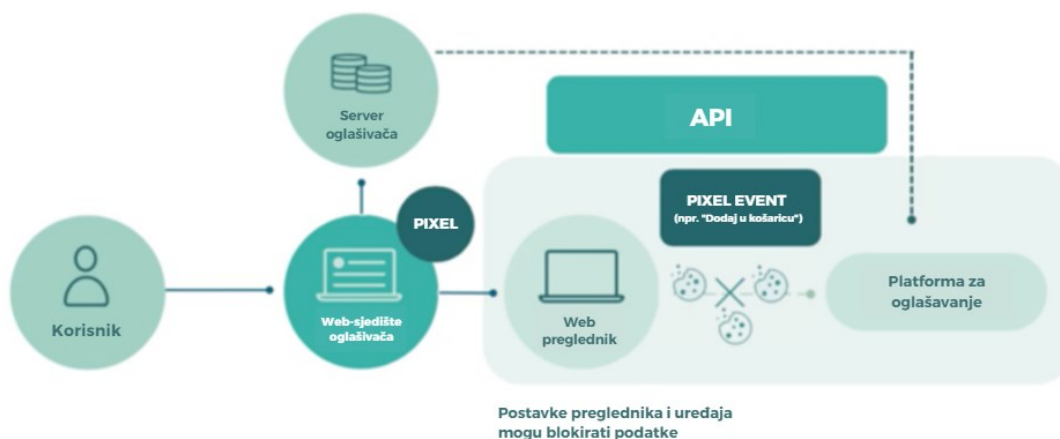 Server
oglašivača
API
PIXEL EVENT
(npr. "Dodaj u košaricu")
PIXEL
Korisnik
Web-sjedište
oglašivača
Web
preglednik
Platforma za
oglašavanje
Postavke preglednika i uređaja
mogu blokirati podatke